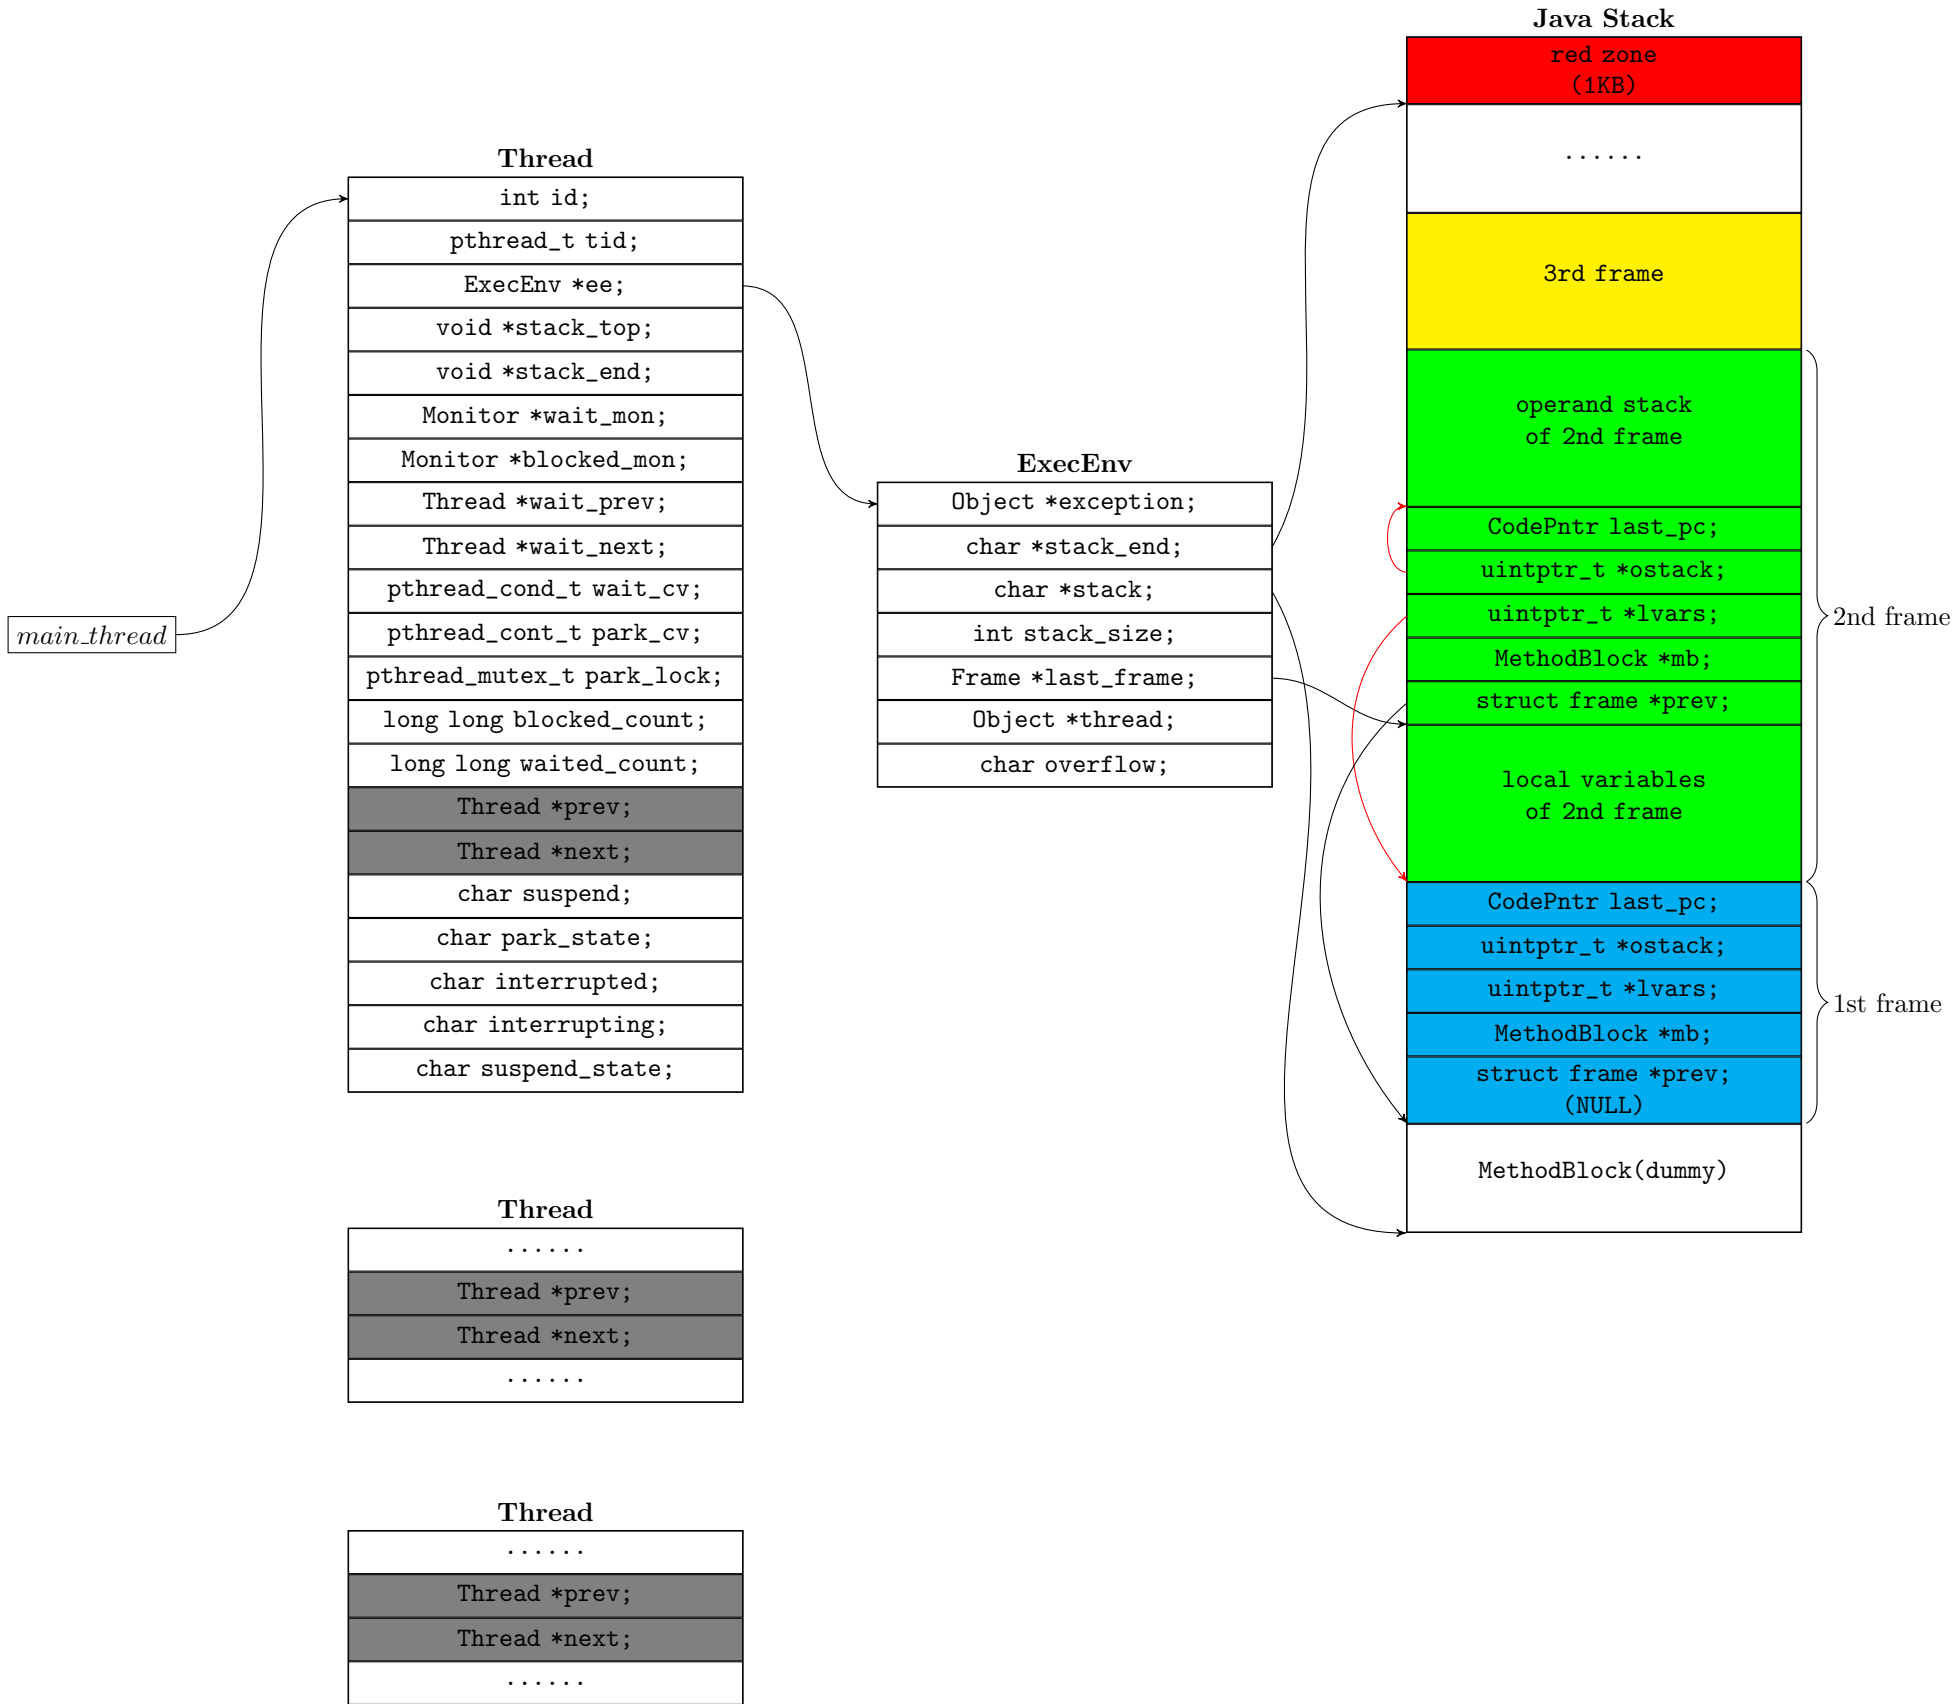 main_thread
Thread
int id;
pthread_t tid;
ExecEnv *ee;
void *stack_top;
void *stack_end;
Monitor *wait_mon;
Monitor *blocked_mon;
Thread *wait_prev;
Thread *wait_next;
pthread_cond_t wait_cv;
pthread_cont_t park_cv;
pthread_mutex_t park_lock;
long long blocked_count;
long long waited_count;
Thread *prev;
Thread *next;
char suspend;
char park_state;
char interrupted;
char interrupting;
char suspend_state;
Thread
......
Thread *prev;
Thread *next;
......
Thread
......
Thread *prev;
Thread *next;
......
ExecEnv
Object *exception;
char *stack_end;
char *stack;
int stack_size;
Frame *last_frame;
Object *thread;
char overflow;
Java Stack
red zone
(1KB)
......
3rd frame
operand stack
of 2nd frame
CodePntr last_pc;
uintptr_t *ostack;
uintptr_t *lvars;
MethodBlock *mb;
struct frame *prev;
local variables
of 2nd frame
2nd frame
CodePntr last_pc;
uintptr_t *ostack;
uintptr_t *lvars;
MethodBlock *mb;
struct frame *prev;
(NULL)
1st frame
MethodBlock(dummy)